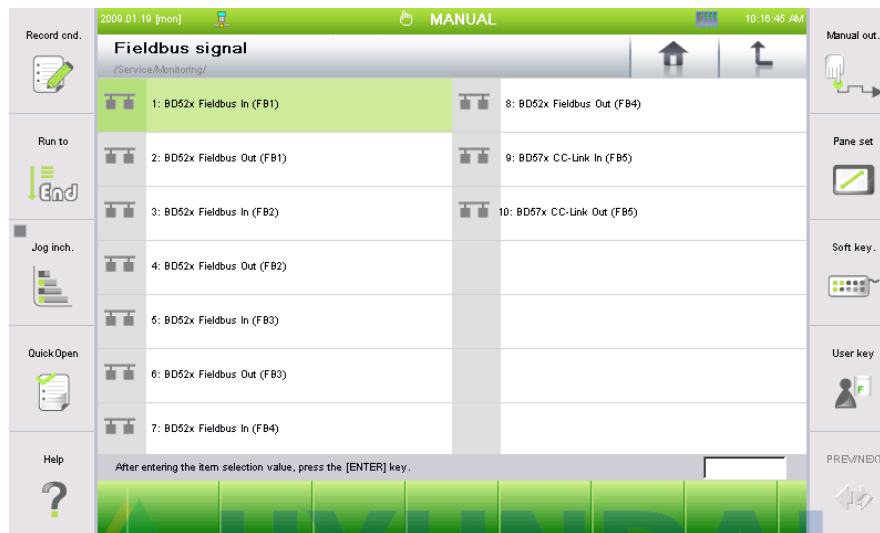 2009.01.19 [mon]
MANUAL
10:16:45 AM
Record cnd.
Run to
End
Jog inch.
Quick Open
Help
Fieldbus signal
/Service/Monitoring/
1: BD52x Fieldbus In (FB1)
2: BD52x Fieldbus Out (FB1)
3: BD52x Fieldbus In (FB2)
4: BD52x Fieldbus Out (FB2)
5: BD52x Fieldbus In (FB3)
6: BD52x Fieldbus Out (FB3)
7: BD52x Fieldbus In (FB4)
8: BD52x Fieldbus Out (FB4)
9: BD57x CC-Link In (FB5)
10: BD57x CC-Link Out (FB5)
After entering the item selection value, press the [ENTER] key.
Manual out.
Pane set
Soft key.
User key
F
PREV/NEXT
HYUNDAI